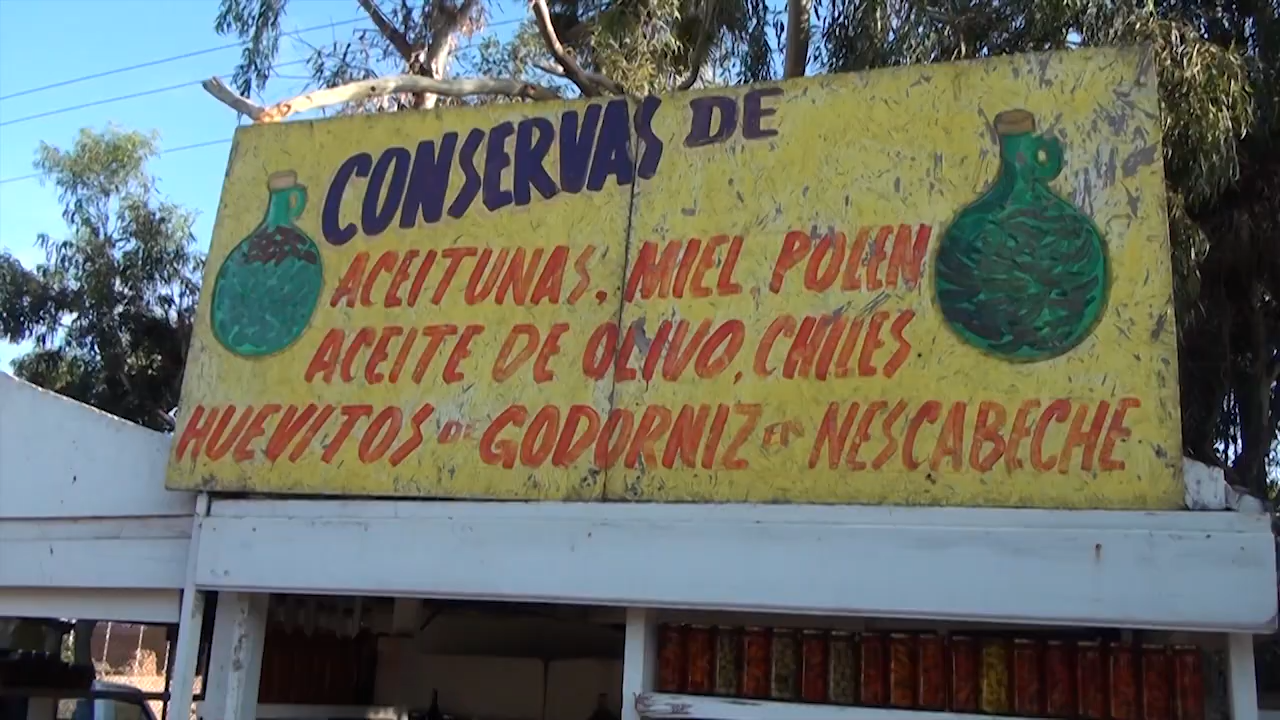 CONSERVAS DE
ACEITUNAS, MIEL POLEN
ACEITE DE OLIVO, CHILES
HUEVITOS DE GODORNIZ EN NESCABECHE